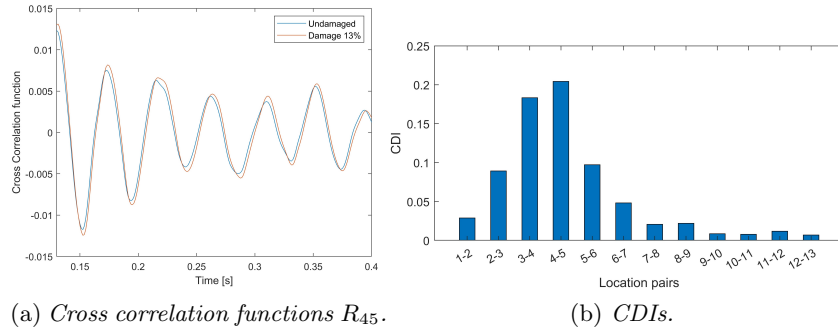 0.015
0.01
0.005
0
-0.005
-0.01
-0.015
Cross Correlation function
Undamaged
Damage 13%
0.15 0.2 0.25 0.3 0.35 0.4
Time [s]
(a) Cross correlation functions R45.
0.25
0.20
0.15
0.1
0.05
0
CDI
1-2 2-3 3-4 4-5 5-6 6-7 7-8 8-9 9-10 10-11 11-12 12-13
Location pairs
(b) CDIs.